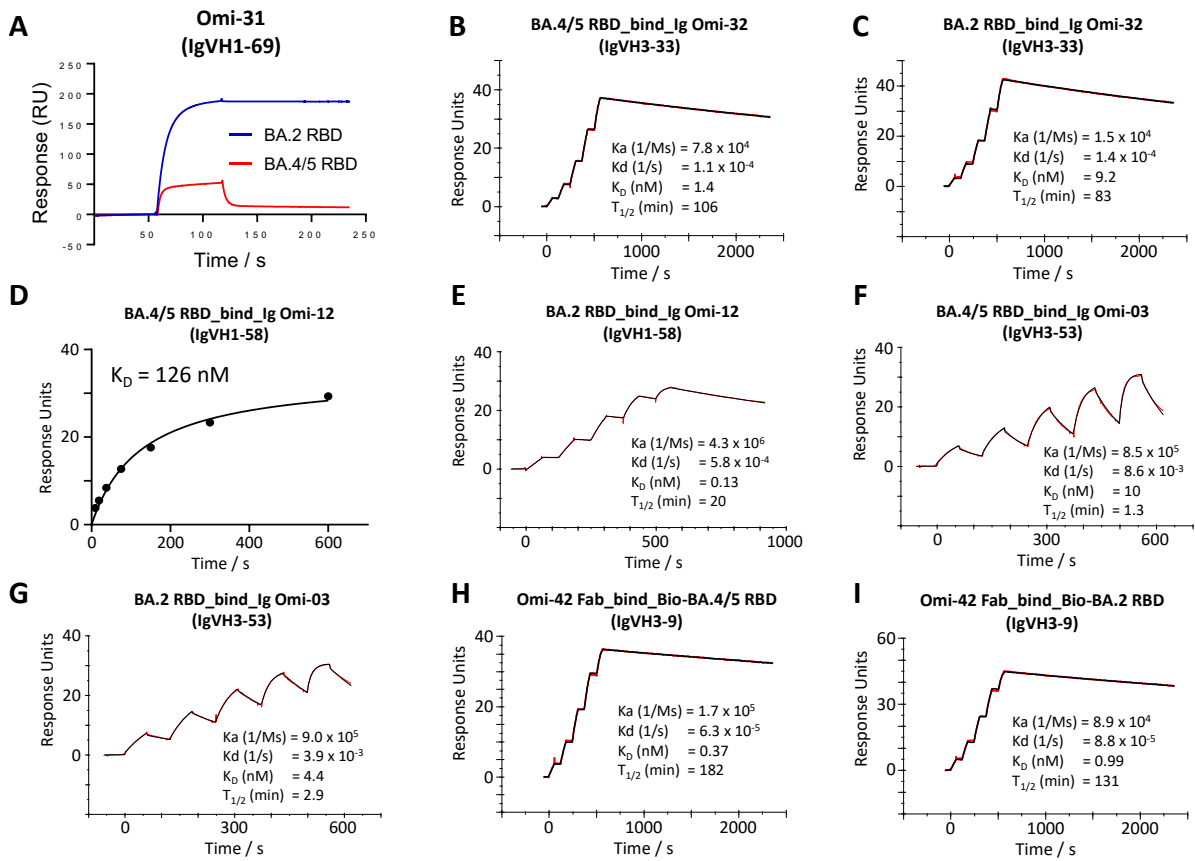 A
Omi-31
(IgVH1-69)
Response (RU)
250
200
150
100
50
0
-50
BA.2 RBD
BA.4/5 RBD
50
100
150
200
250
Time / s
B
BA.4/5 RBD_bind_Ig Omi-32
(IgVH3-33)
Response Units
40
20
0
Ka (1/Ms) = 7.8 x 10⁴
Kd (1/s) = 1.1 x 10⁻⁴
K_D (nM) = 1.4
T_1/2 (min) = 106
0
1000
2000
Time / s
C
BA.2 RBD_bind_Ig Omi-32
(IgVH3-33)
Response Units
40
20
0
Ka (1/Ms) = 1.5 x 10⁴
Kd (1/s) = 1.4 x 10⁻⁴
K_D (nM) = 9.2
T_1/2 (min) = 83
0
1000
2000
Time / s
D
BA.4/5 RBD_bind_Ig Omi-12
(IgVH1-58)
Response Units
40
20
0
K_D = 126 nM
0
200
400
600
Time / s
E
BA.2 RBD_bind_Ig Omi-12
(IgVH1-58)
Response Units
40
20
0
Ka (1/Ms) = 4.3 x 10⁶
Kd (1/s) = 5.8 x 10⁻⁴
K_D (nM) = 0.13
T_1/2 (min) = 20
0
500
1000
Time / s
F
BA.4/5 RBD_bind_Ig Omi-03
(IgVH3-53)
Response Units
40
20
0
Ka (1/Ms) = 8.5 x 10⁵
Kd (1/s) = 8.6 x 10⁻³
K_D (nM) = 10
T_1/2 (min) = 1.3
0
300
600
Time / s
G
BA.2 RBD_bind_Ig Omi-03
(IgVH3-53)
Response Units
40
20
0
Ka (1/Ms) = 9.0 x 10⁵
Kd (1/s) = 3.9 x 10⁻³
K_D (nM) = 4.4
T_1/2 (min) = 2.9
0
300
600
Time / s
H
Omi-42 Fab_bind_Bio-BA.4/5 RBD
(IgVH3-9)
Response Units
40
20
0
Ka (1/Ms) = 1.7 x 10⁵
Kd (1/s) = 6.3 x 10⁻⁵
K_D (nM) = 0.37
T_1/2 (min) = 182
0
1000
2000
Time / s
I
Omi-42 Fab_bind_Bio-BA.2 RBD
(IgVH3-9)
Response Units
60
40
20
0
Ka (1/Ms) = 8.9 x 10⁴
Kd (1/s) = 8.8 x 10⁻⁵
K_D (nM) = 0.99
T_1/2 (min) = 131
0
1000
2000
Time / s